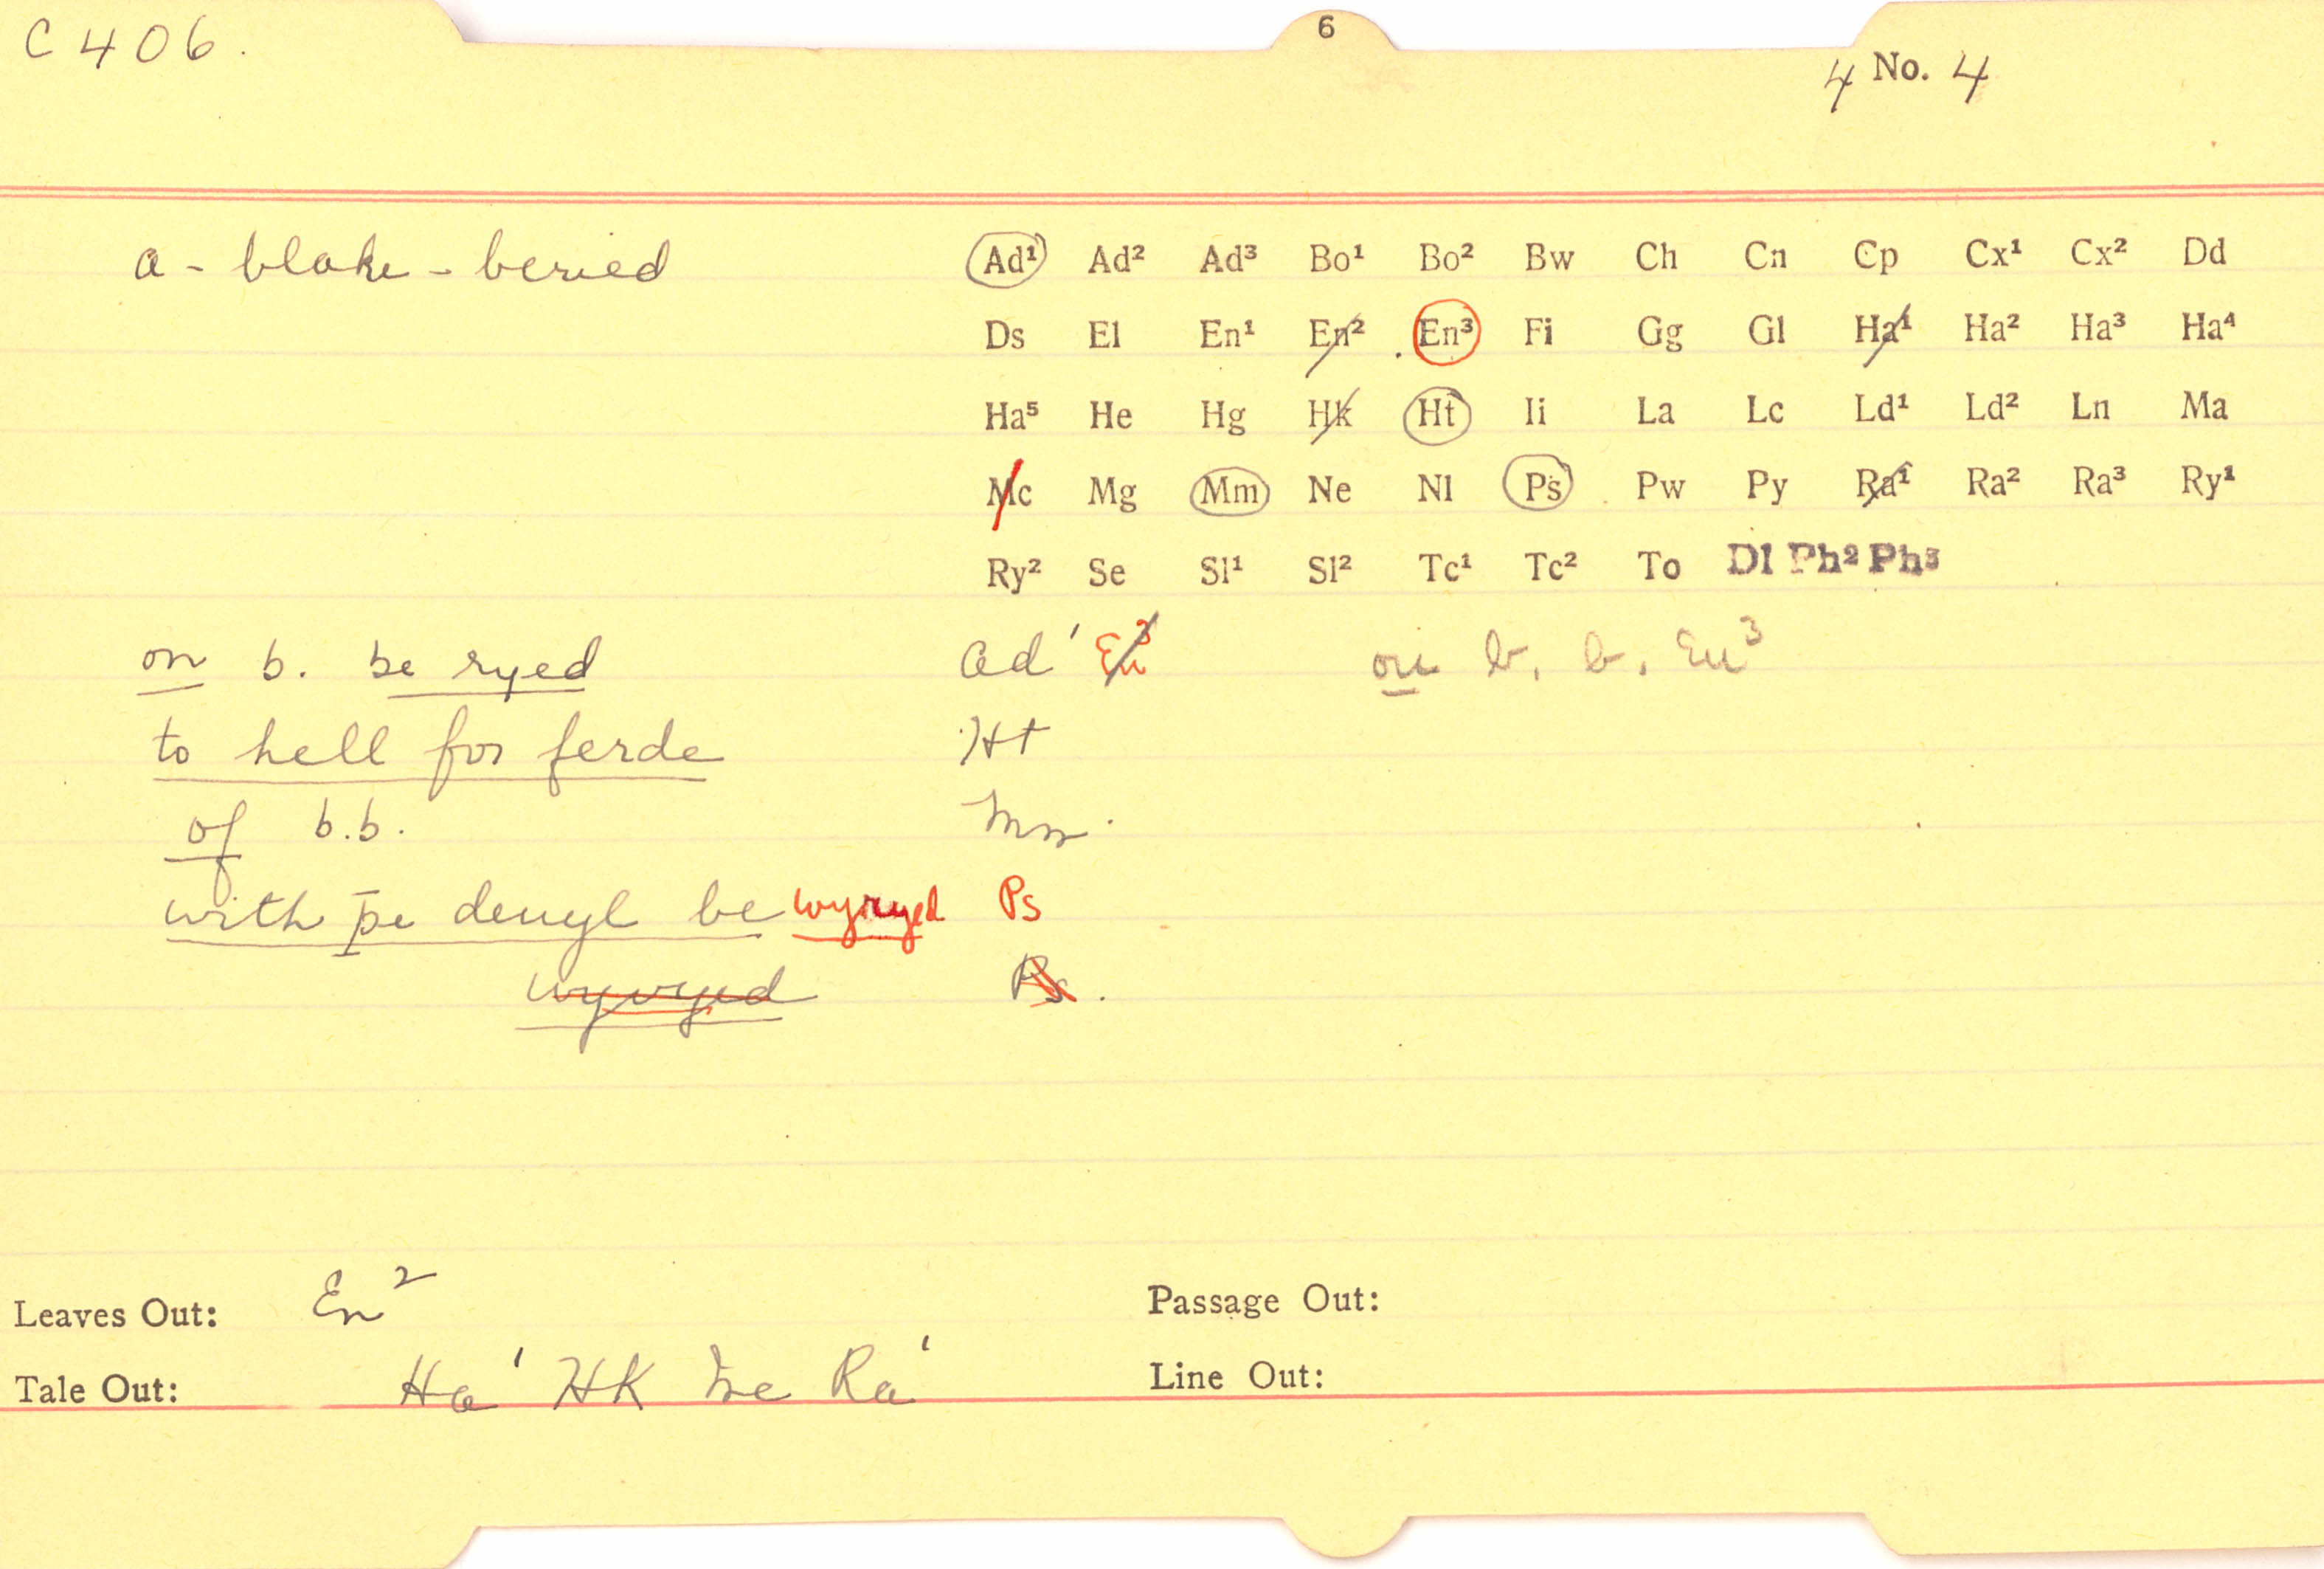 C 406.
6
4 No. 4
a - blake - beried
Ad¹ Ad² Ad³ Bo¹ Bo² Bw Ch Cn Cp Cx¹ Cx² Dd
Ds El En¹ En² En³ Fi Gg Gl Ha¹ Ha² Ha³ Ha⁴
Ha⁵ He Hg Hk Ht Ii La Lc Ld¹ Ld² Ln Ma
Mc Mg Mm Ne Nl Ps Pw Py Ra¹ Ra² Ra³ Ry¹
Ry² Se Sl¹ Sl² Tc¹ Tc² To Dl Ph² Ph³
on b. be ryed Ad¹ En³ on b. b. En³
to hell for ferde Ht
of b.b. Mm.
with þe deuyl be wyryed Ps
wyryed Ps.
Leaves Out: En²
Passage Out:
Tale Out: Ha¹ HK Mc Ra¹
Line Out: